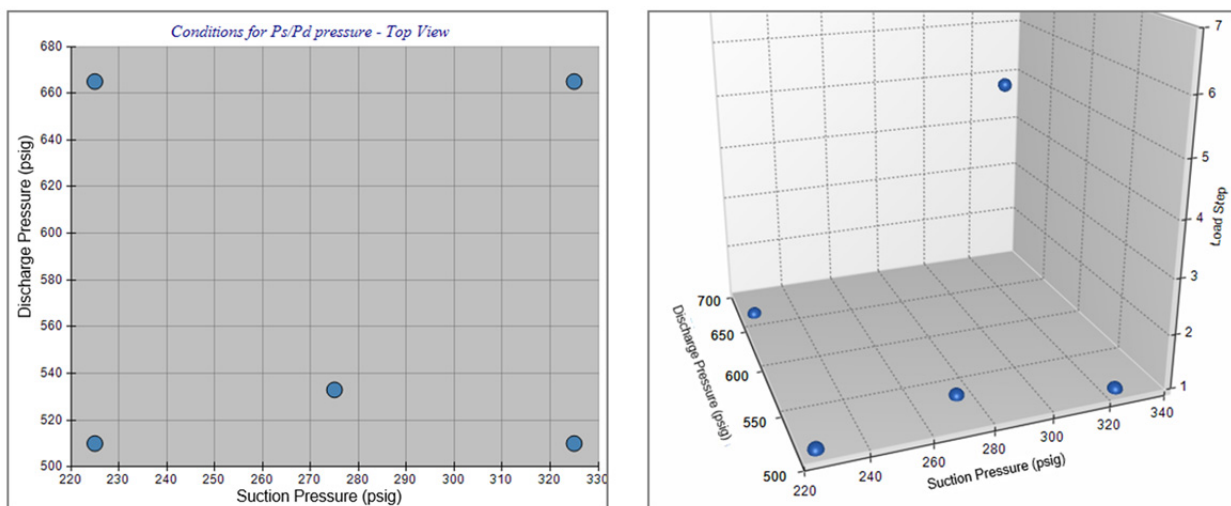 Conditions for Ps/Pd pressure - Top View
680
660
640
620
600
580
560
540
520
500
Discharge Pressure (psig)
220 230 240 250 260 270 280 290 300 310 320 330
Suction Pressure (psig)
7
6
5
4
3
2
1
Load Step
700
650
600
550
500
Discharge Pressure (psig)
220 240 260 280 300 320 340
Suction Pressure (psig)